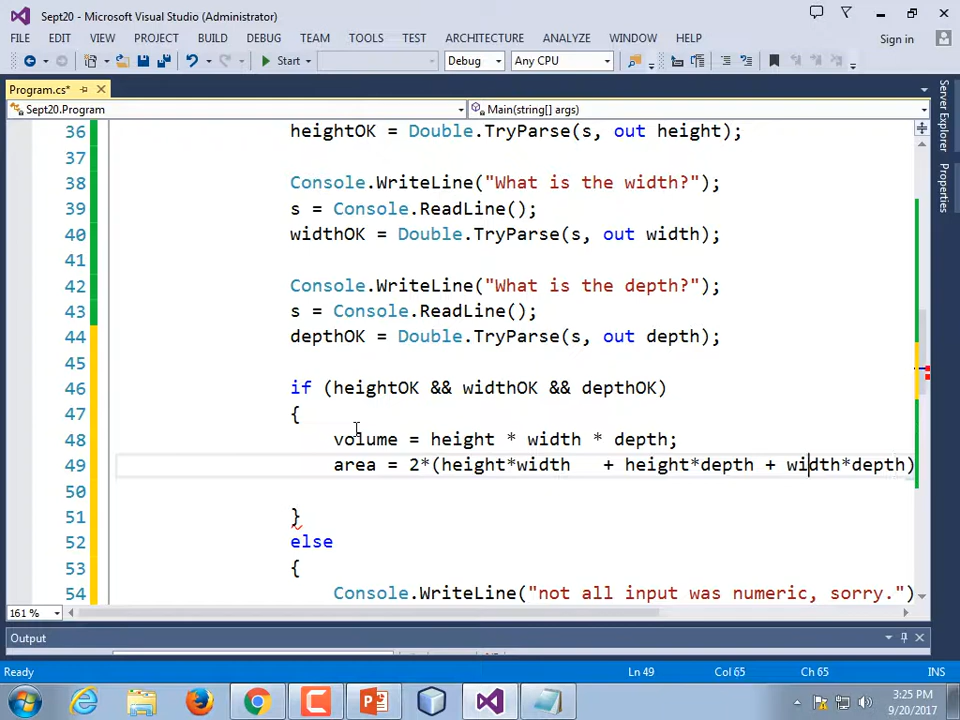 Sept20 - Microsoft Visual Studio (Administrator)
FILE EDIT VIEW PROJECT BUILD DEBUG TEAM TOOLS TEST ARCHITECTURE ANALYZE WINDOW HELP Sign in
Start Debug Any CPU
Program.cs*
Sept20.Program Main(string[] args)
36 heightOK = Double.TryParse(s, out height);
37
38 Console.WriteLine("What is the width?");
39 s = Console.ReadLine();
40 widthOK = Double.TryParse(s, out width);
41
42 Console.WriteLine("What is the depth?");
43 s = Console.ReadLine();
44 depthOK = Double.TryParse(s, out depth);
45
46 if (heightOK && widthOK && depthOK)
47 {
48 volume = height * width * depth;
49 area = 2*(height*width   + height*depth + width*depth)
50
51 }
52 else
53 {
54 Console.WriteLine("not all input was numeric, sorry.")
161 %
Output
Ready Ln 49 Col 65 Ch 65 INS
3:25 PM
9/20/2017
Server Explorer
Properties